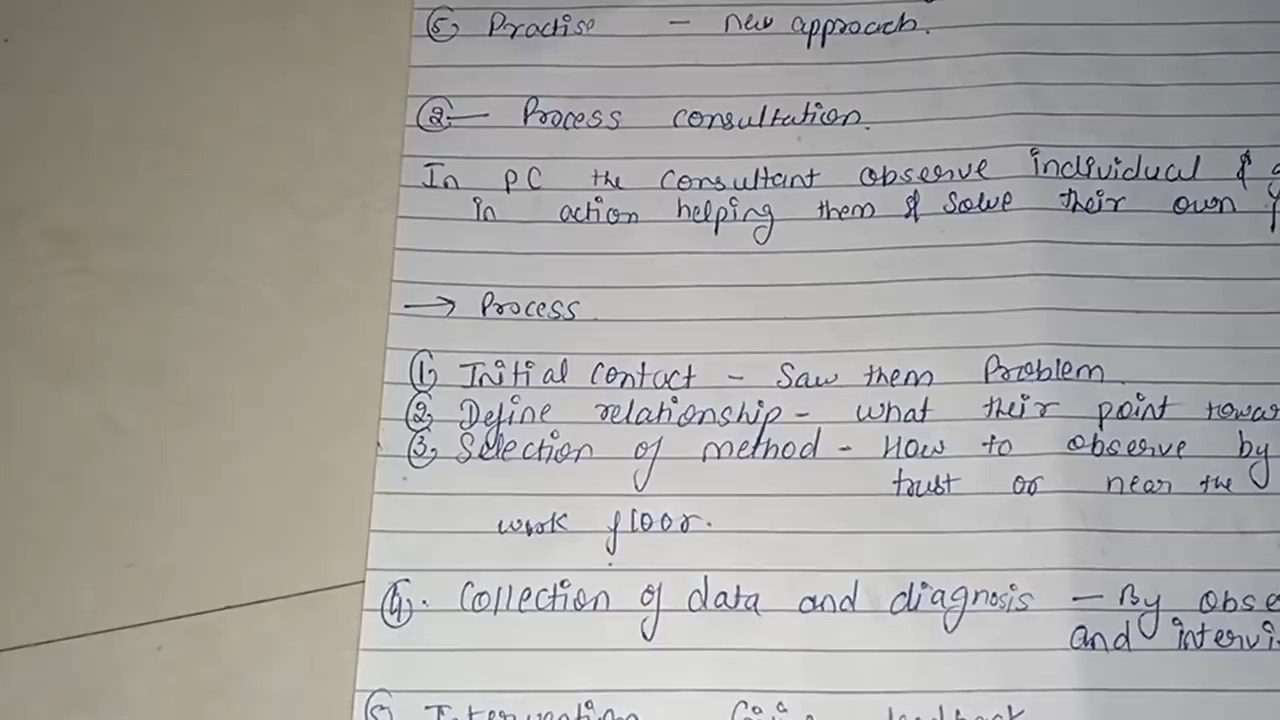 ⑤ Practise - new approach.
②— Process consultation.
In PC the consultant observe individual &
in action helping them & solve their own
→ Process
① Initial contact - Saw them Problem
② Define relationship - what their point towar
③ Selection of method - How to observe by
trust or near the
work floor.
④. Collection of data and diagnosis — By obse
and intervi
⑤ Intervention feedback